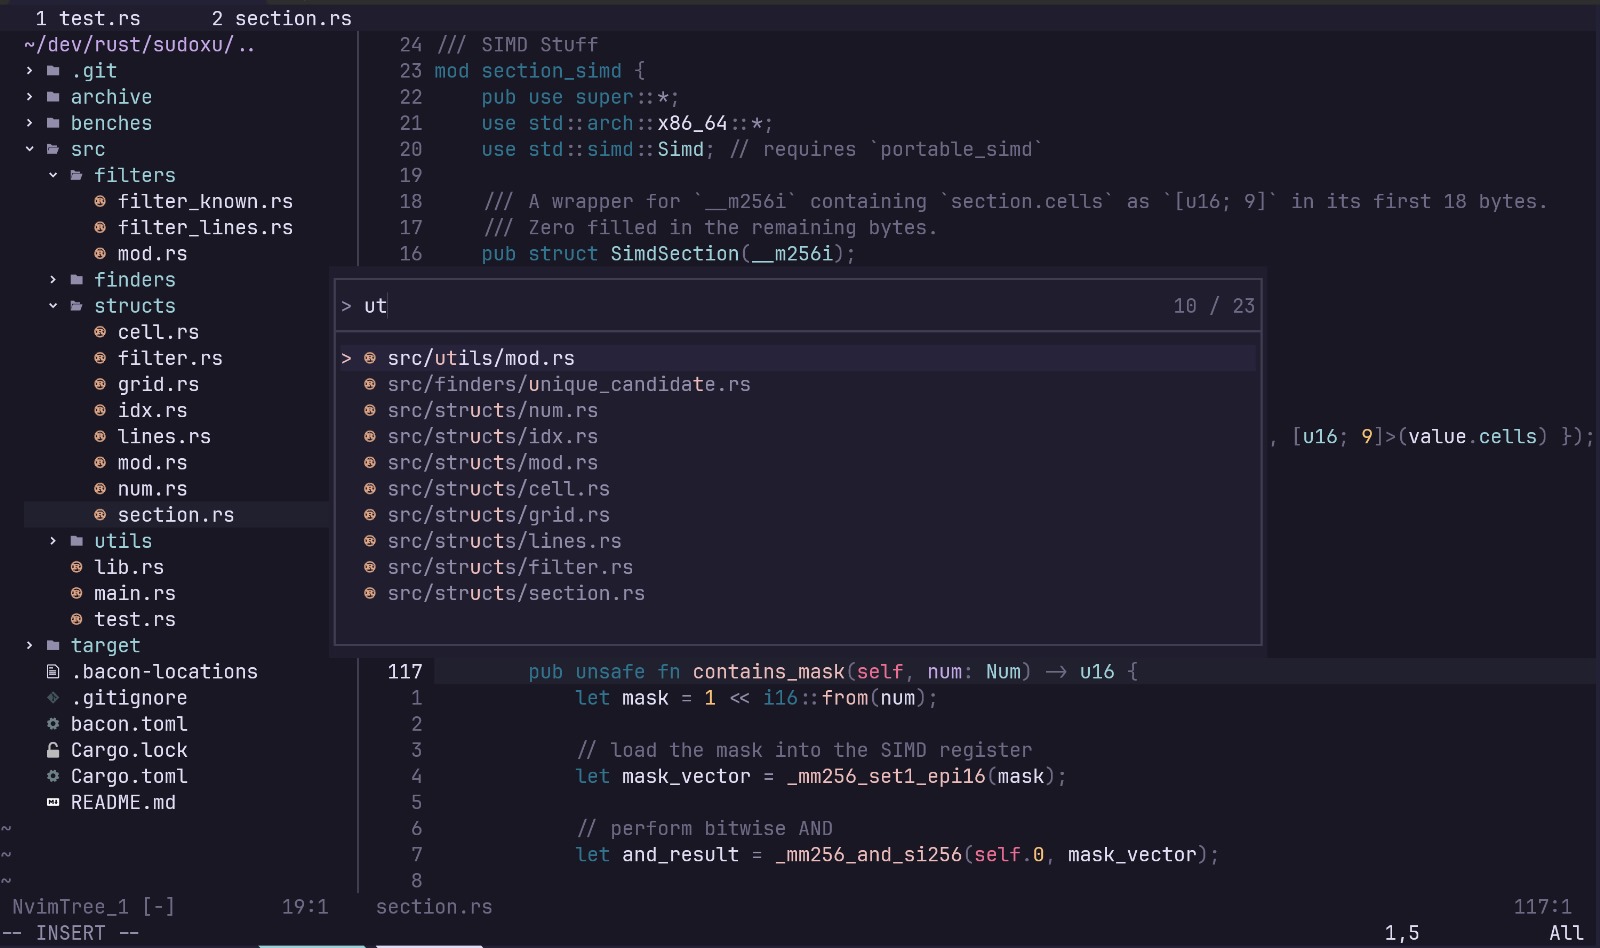 1 test.rs 2 section.rs
~/dev/rust/sudoxu/..
.git
archive
benches
src
filters
filter_known.rs
filter_lines.rs
mod.rs
finders
structs
cell.rs
filter.rs
grid.rs
idx.rs
lines.rs
mod.rs
num.rs
section.rs
utils
lib.rs
main.rs
test.rs
target
.bacon-locations
.gitignore
bacon.toml
Cargo.lock
Cargo.toml
README.md
~
~
~
24 /// SIMD Stuff
23 mod section_simd {
22 pub use super::*;
21 use std::arch::x86_64::*;
20 use std::simd::Simd; // requires `portable_simd`
19
18 /// A wrapper for `__m256i` containing `section.cells` as `[u16; 9]` in its first 18 bytes.
17 /// Zero filled in the remaining bytes.
16 pub struct SimdSection(__m256i);
> ut 10 / 23
> src/utils/mod.rs
src/finders/unique_candidate.rs
src/structs/num.rs
src/structs/idx.rs
src/structs/mod.rs
src/structs/cell.rs
src/structs/grid.rs
src/structs/lines.rs
src/structs/filter.rs
src/structs/section.rs
, [u16; 9]>(value.cells) });
117 pub unsafe fn contains_mask(self, num: Num) -> u16 {
1 let mask = 1 << i16::from(num);
2
3 // load the mask into the SIMD register
4 let mask_vector = _mm256_set1_epi16(mask);
5
6 // perform bitwise AND
7 let and_result = _mm256_and_si256(self.0, mask_vector);
8
NvimTree_1 [-] 19:1 section.rs 117:1
-- INSERT -- 1,5 All